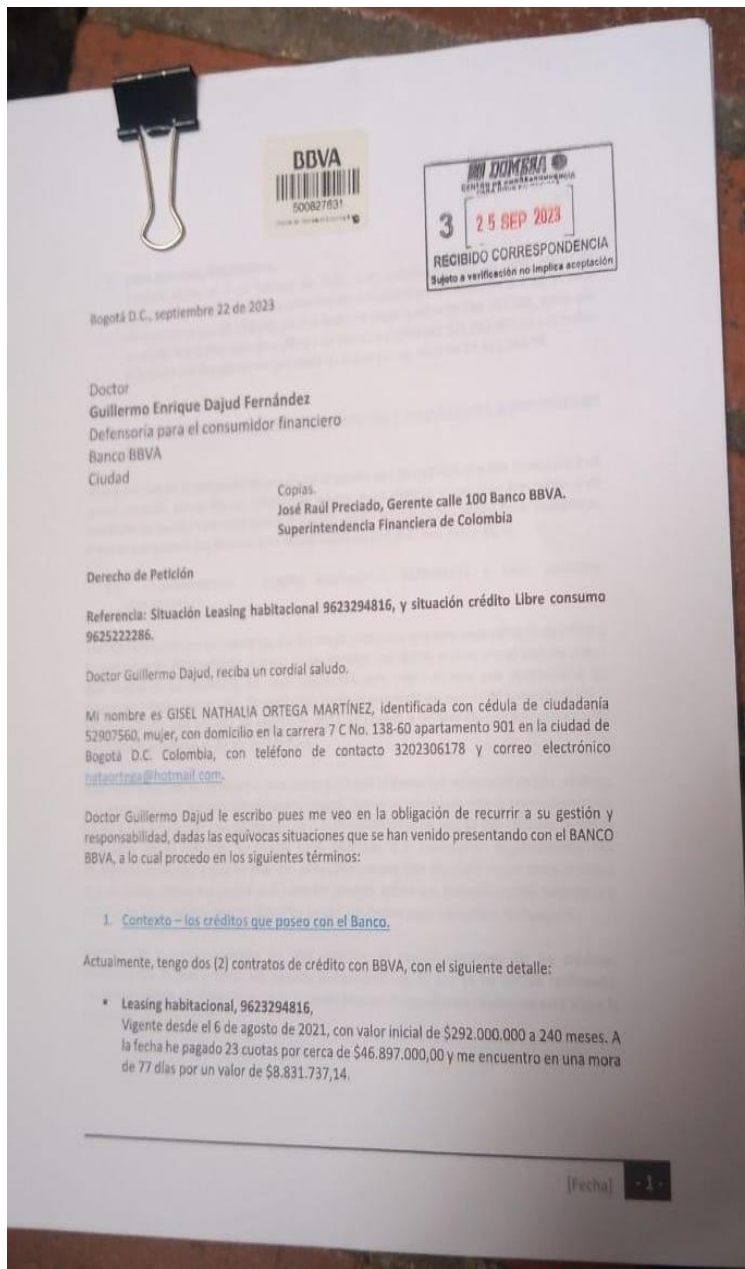 BBVA
500827631
DOMESA
3
25 SEP 2023
RECIBIDO CORRESPONDENCIA
Sujeto a verificación no implica aceptación
Bogotá D.C., septiembre 22 de 2023
Doctor
Guillermo Enrique Dajud Fernández
Defensoría para el consumidor financiero
Banco BBVA
Ciudad
Copias.
José Raúl Preciado, Gerente calle 100 Banco BBVA.
Superintendencia Financiera de Colombia
Derecho de Petición
Referencia: Situación Leasing habitacional 9623294816, y situación crédito Libre consumo
9625222286.
Doctor Guillermo Dajud, reciba un cordial saludo.
Mi nombre es GISEL NATHALIA ORTEGA MARTÍNEZ, identificada con cédula de ciudadanía
52907560, mujer, con domicilio en la carrera 7 C No. 138-60 apartamento 901 en la ciudad de
Bogotá D.C. Colombia, con teléfono de contacto 3202306178 y correo electrónico
nataortega@hotmail.com.
Doctor Guillermo Dajud le escribo pues me veo en la obligación de recurrir a su gestión y
responsabilidad, dadas las equívocas situaciones que se han venido presentando con el BANCO
BBVA, a lo cual procedo en los siguientes términos:
1. Contexto – los créditos que poseo con el Banco.
Actualmente, tengo dos (2) contratos de crédito con BBVA, con el siguiente detalle:
* Leasing habitacional, 9623294816,
Vigente desde el 6 de agosto de 2021, con valor inicial de $292.000.000 a 240 meses. A
la fecha he pagado 23 cuotas por cerca de $46.897.000,00 y me encuentro en una mora
de 77 días por un valor de $8.831.737,14.
[Fecha] - 1 -